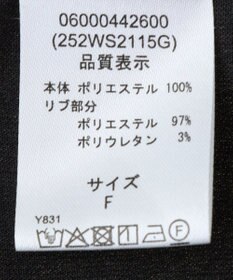 06000442600
(252WS2115G)
品質表示
本体 ポリエステル 100%
リブ部分
ポリエステル 97%
ポリウレタン 3%
サイズ
F
Y831
F